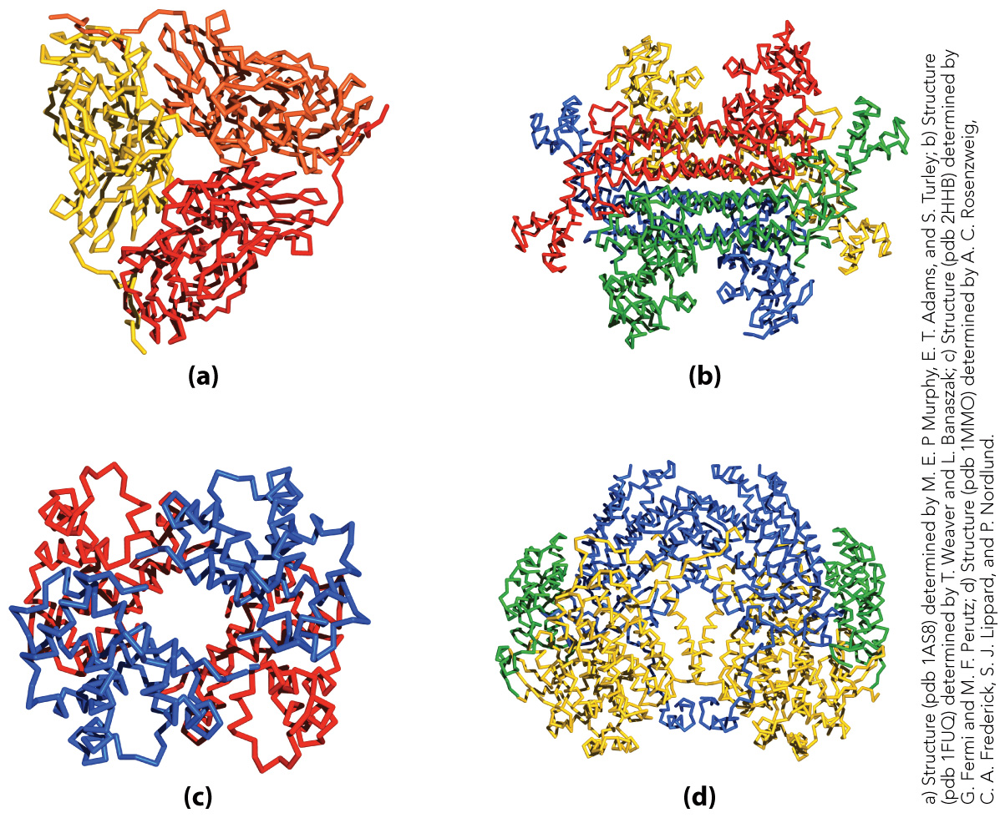 (a)
(b)
(c)
(d)
a) Structure (pdb 1AS8) determined by M. E. P Murphy, E. T. Adams, and S. Turley; b) Structure
(pdb 1FUQ) determined by T. Weaver and L. Banaszak; c) Structure (pdb 2HHB) determined by
G. Fermi and M. F. Perutz; d) Structure (pdb 1MMO) determined by A. C. Rosenzweig,
C. A. Frederick, S. J. Lippard, and P. Nordlund.